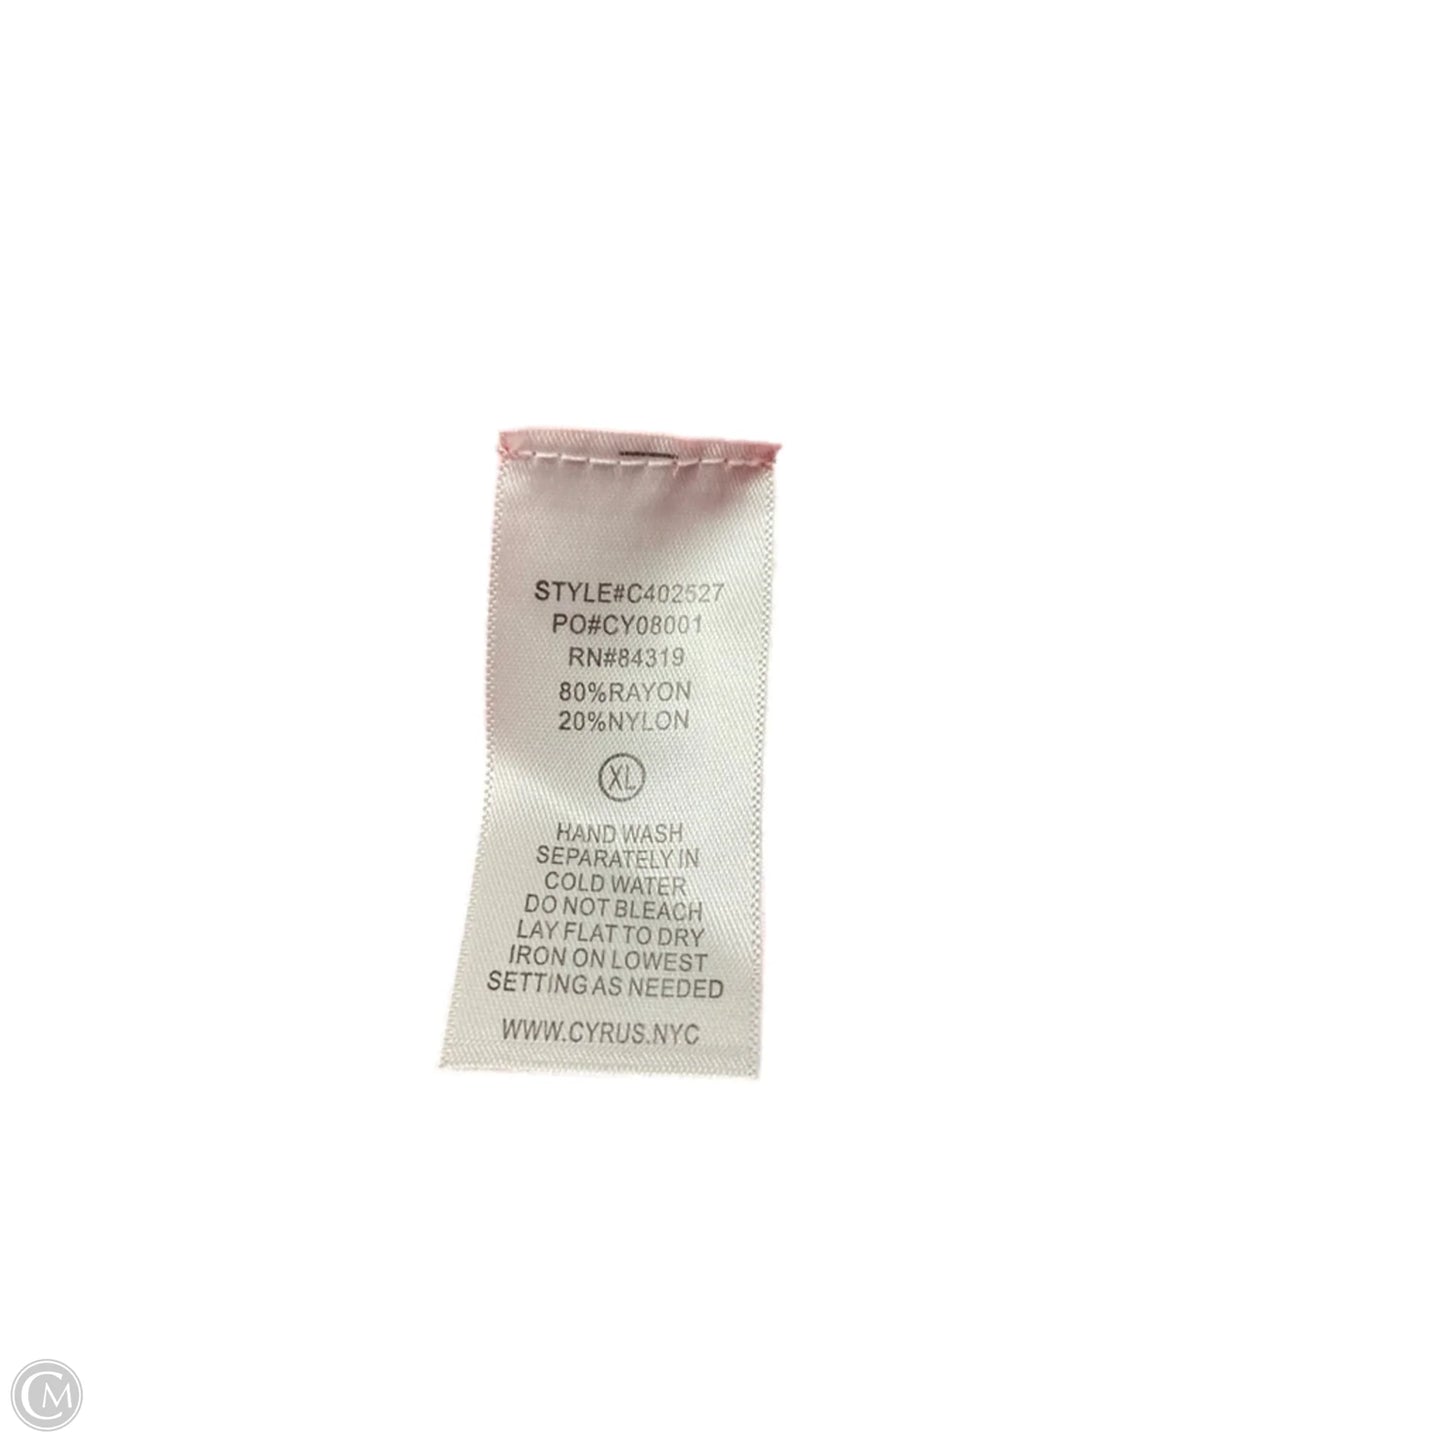 STYLE#C402527
PO#CY08001
RN#84319
80%RAYON
20%NYLON
XL
HAND WASH
SEPARATELY IN
COLD WATER
DO NOT BLEACH
LAY FLAT TO DRY
IRON ON LOWEST
SETTING AS NEEDED
WWW.CYRUS.NYC
CM